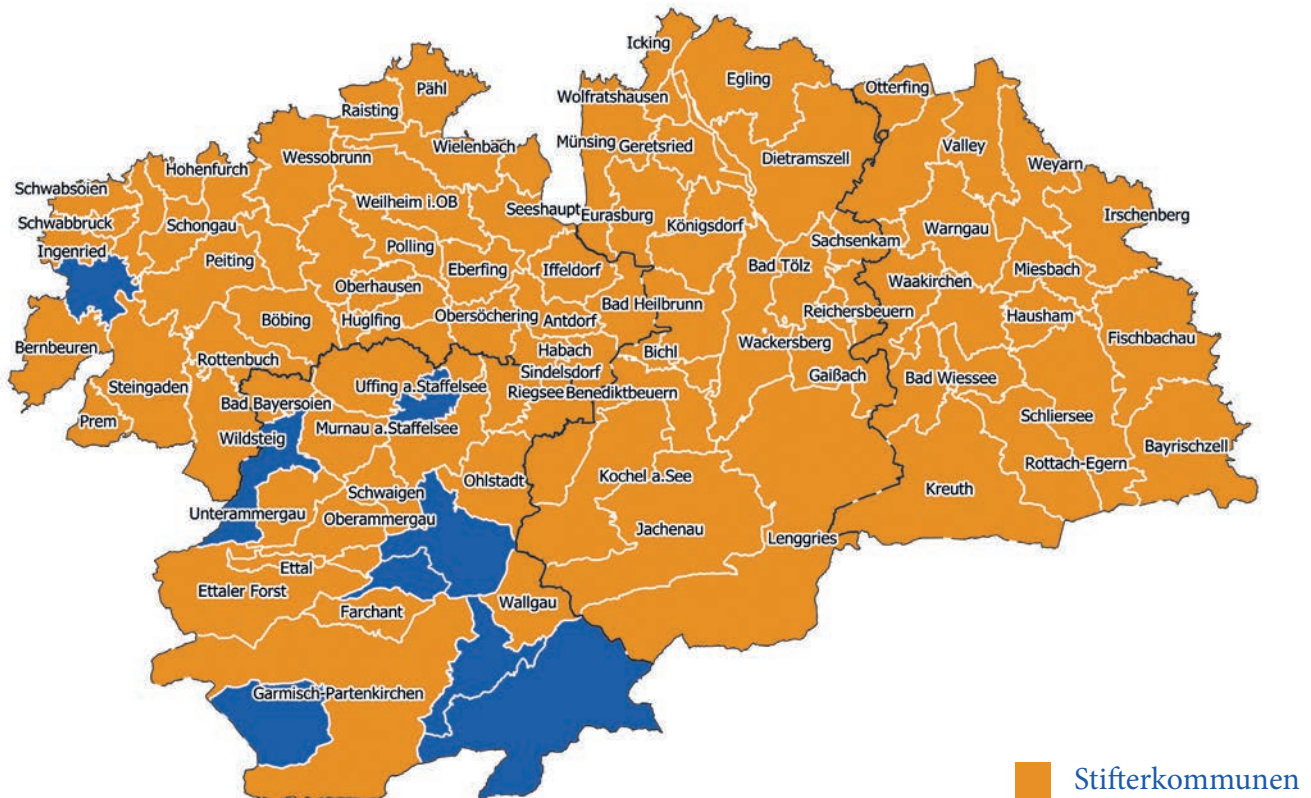 Icking
Egling
Pähl
Otterfing
Wolfratshausen
Raisting
Münsing
Geretsried
Valley
Wielenbach
Wessobrunn
Dietramszell
Weyarn
Hohenfurch
Schwabsoien
Weilheim i.OB
Seeshaupt
Eurasburg
Irschenberg
Schwabbruck
Schongau
Königsdorf
Warngau
Ingenried
Polling
Sachsenkam
Peiting
Eberfing
Iffeldorf
Bad Tölz
Miesbach
Waakirchen
Oberhausen
Bad Heilbrunn
Reichersbeuern
Hausham
Böbing
Huglfing
Obersöchering
Antdorf
Fischbachau
Bernbeuren
Habach
Bichl
Wackersberg
Rottenbuch
Sindelsdorf
Gaißach
Bad Wiessee
Steingaden
Uffing a.Staffelsee
Riegsee
Benediktbeuern
Bad Bayersoien
Schliersee
Prem
Murnau a.Staffelsee
Wildsteig
Bayrischzell
Rottach-Egern
Ohlstadt
Kochel a.See
Kreuth
Schwaigen
Unterammergau
Oberammergau
Jachenau
Lenggries
Ettal
Ettaler Forst
Wallgau
Farchant
Garmisch-Partenkirchen
Stifterkommunen